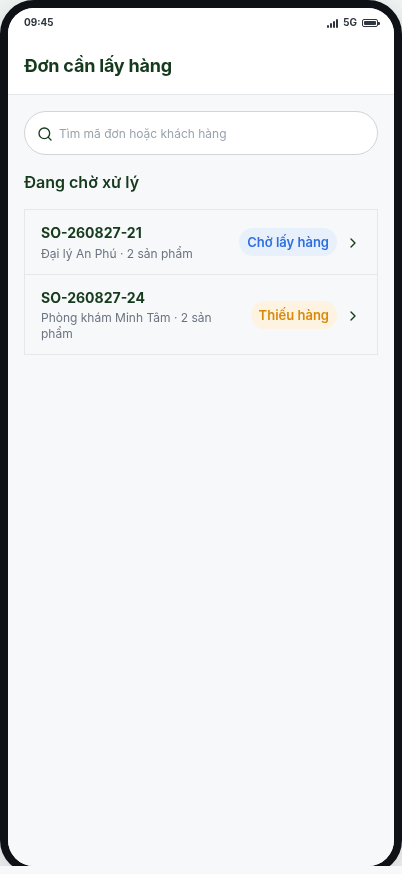 09:45
5G
Đơn cần lấy hàng
Tìm mã đơn hoặc khách hàng
Đang chờ xử lý
SO-260827-21
Đại lý An Phú · 2 sản phẩm
Chờ lấy hàng
SO-260827-24
Phòng khám Minh Tâm · 2 sản
phẩm
Thiếu hàng